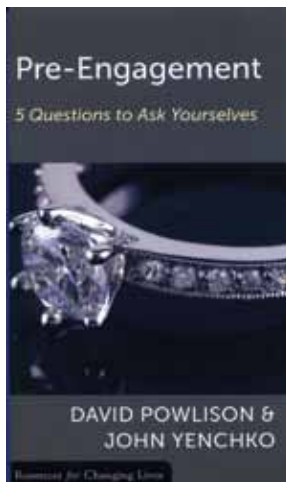 Pre-Engagement
5 Questions to Ask Yourselves
DAVID POWLISON &
JOHN YENCHKO
Resources for Changing Lives